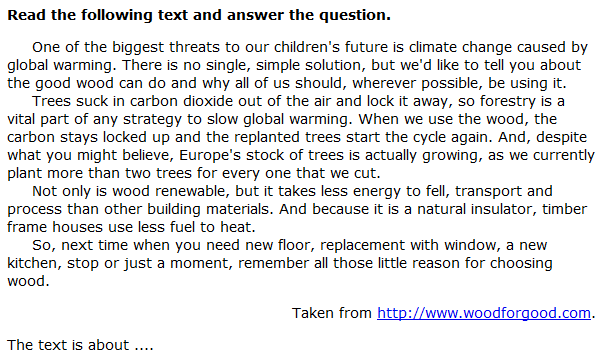 Read the following text and answer the question.
One of the biggest threats to our children's future is climate change caused by
global warming. There is no single, simple solution, but we'd like to tell you about
the good wood can do and why all of us should, wherever possible, be using it.
Trees suck in carbon dioxide out of the air and lock it away, so forestry is a
vital part of any strategy to slow global warming. When we use the wood, the
carbon stays locked up and the replanted trees start the cycle again. And, despite
what you might believe, Europe's stock of trees is actually growing, as we currently
plant more than two trees for every one that we cut.
Not only is wood renewable, but it takes less energy to fell, transport and
process than other building materials. And because it is a natural insulator, timber
frame houses use less fuel to heat.
So, next time when you need new floor, replacement with window, a new
kitchen, stop or just a moment, remember all those little reason for choosing
wood.
Taken from http://www.woodforgood.com.
The text is about ....